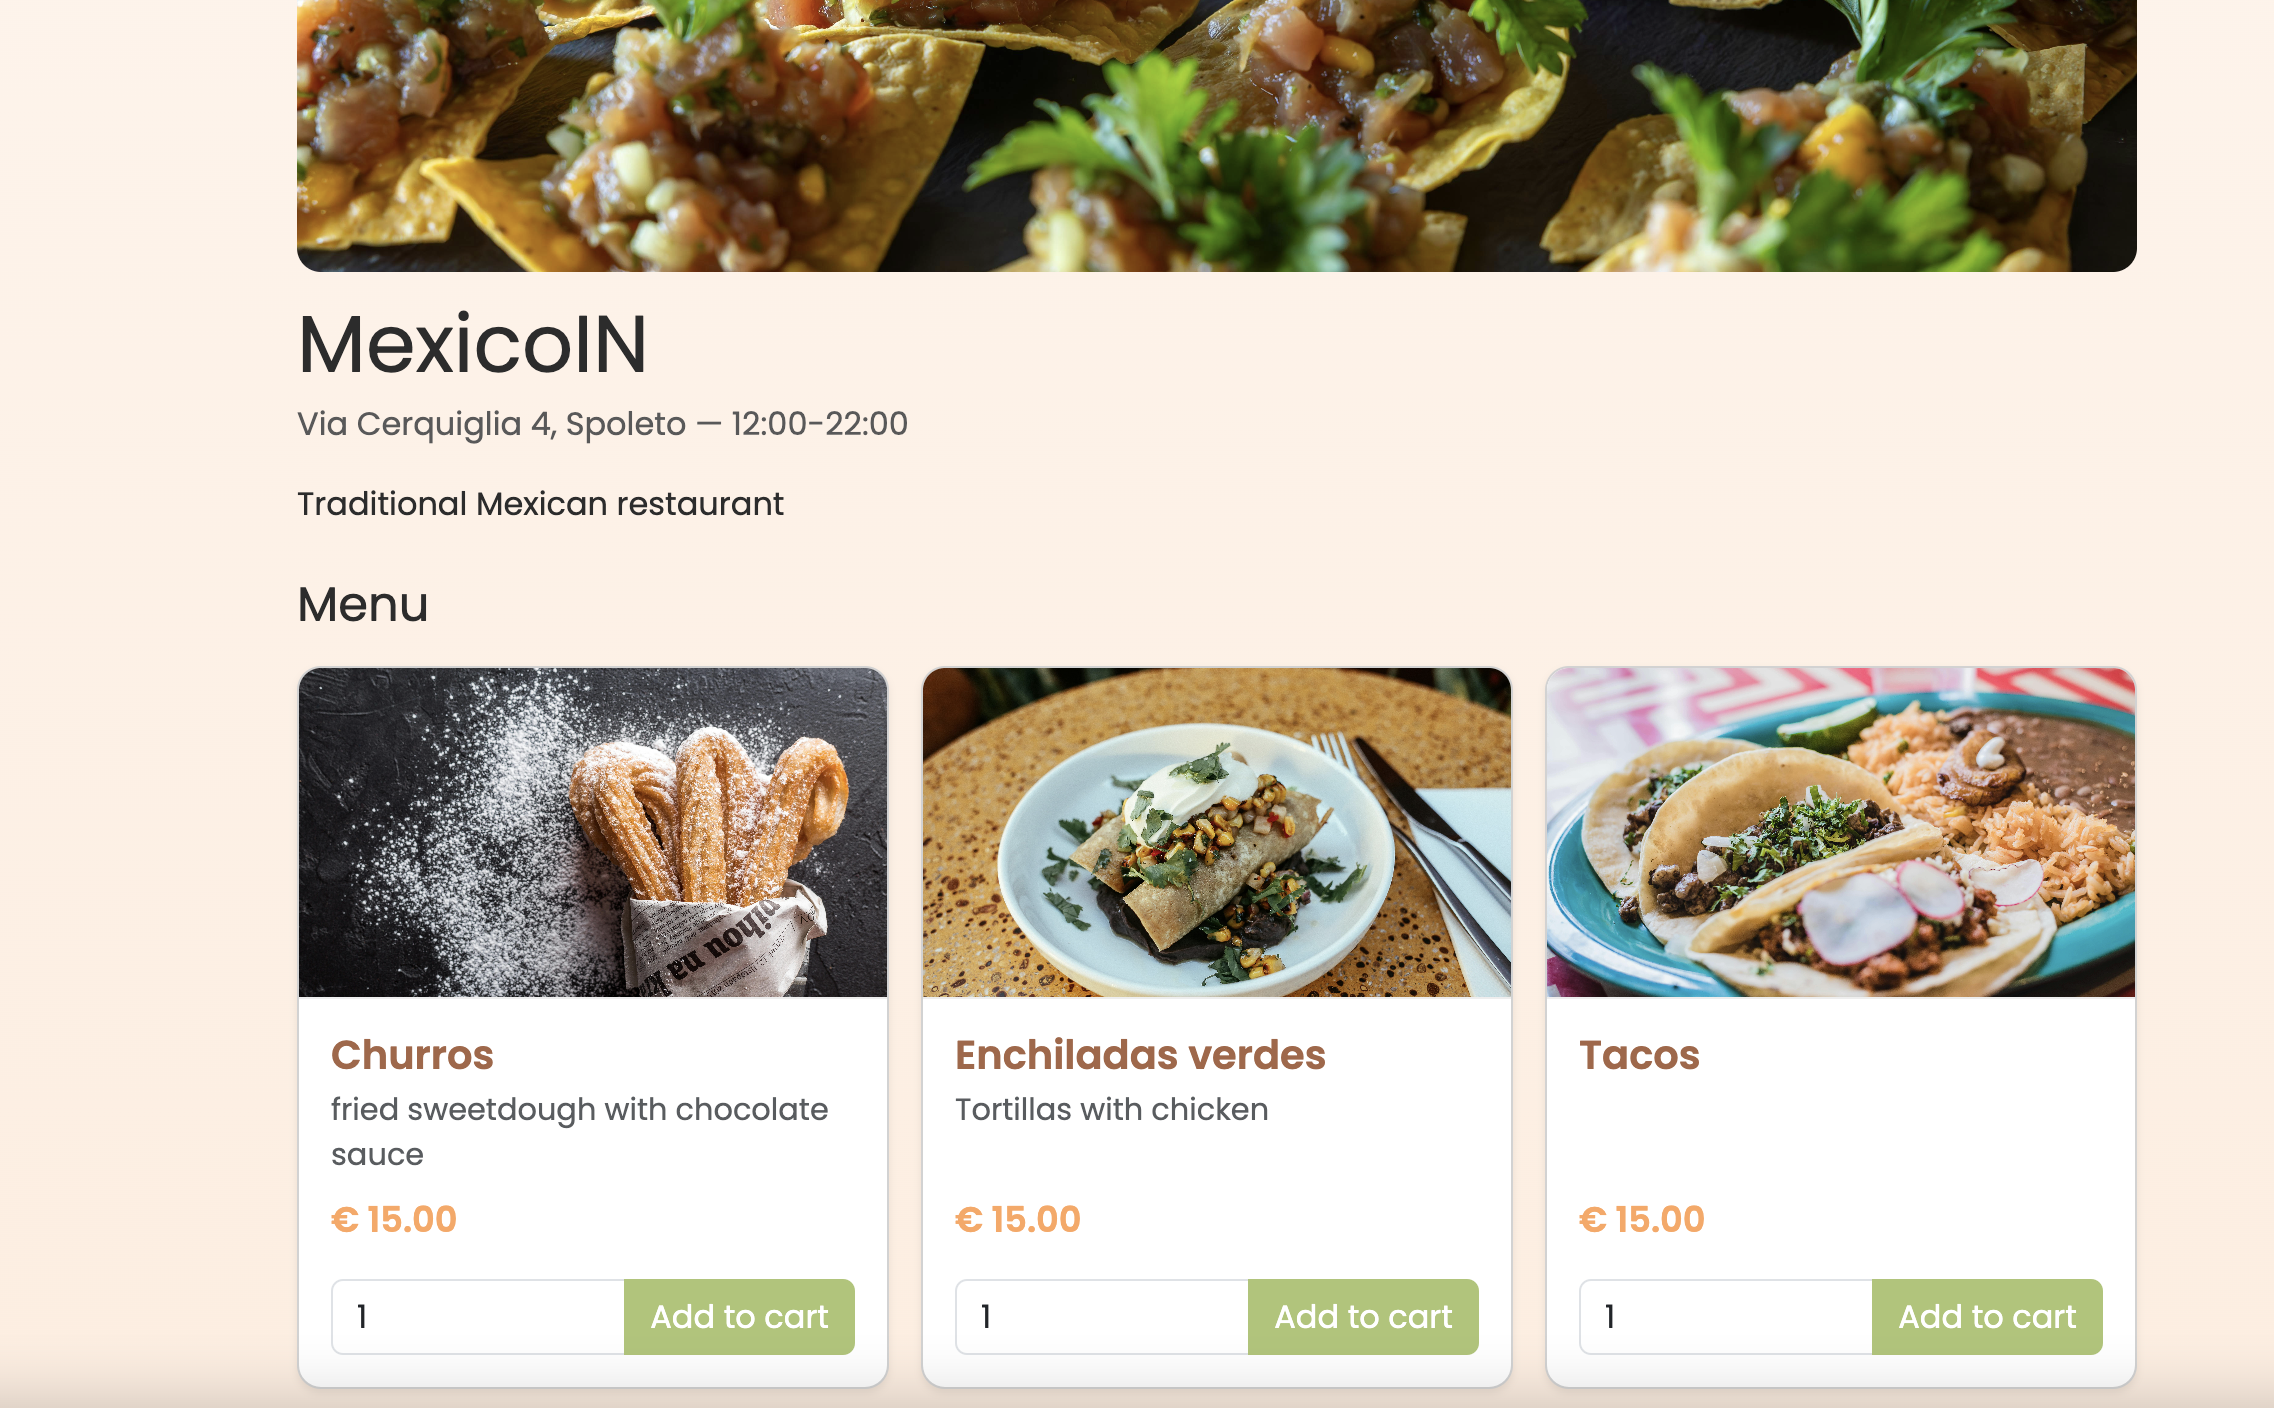 MexicoIN
Via Cerquiglia 4, Spoleto — 12:00-22:00
Traditional Mexican restaurant
Menu
pihou na
Churros
fried sweetdough with chocolate
sauce
€ 15.00
1
Add to cart
Enchiladas verdes
Tortillas with chicken
€ 15.00
1
Add to cart
Tacos
€ 15.00
1
Add to cart